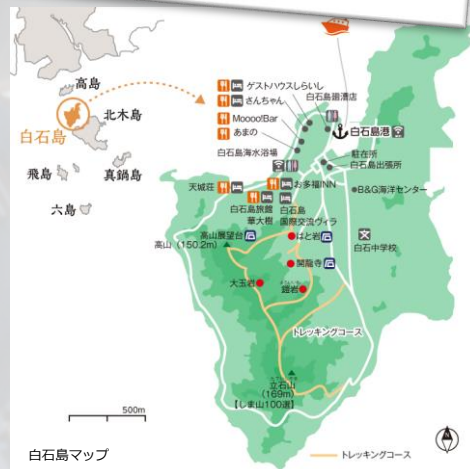 高島
白石島
北木島
飛島
真鍋島
六島
ゲストハウスしらいし
さんちゃん
Moooo!Bar
あまの
白石島海水浴場
白石島廻漕店
白石島港
駐在所
白石島出張所
B&G海洋センター
天城荘
お多福INN
白石島旅館
華大樹
白石島
国際交流ヴィラ
白石中学校
高山展望台
高山(150.2m)
はと岩
開龍寺
大玉岩
鎧岩
トレッキングコース
立石山
(169m)
【しま山100選】
500m
白石島マップ
トレッキングコース